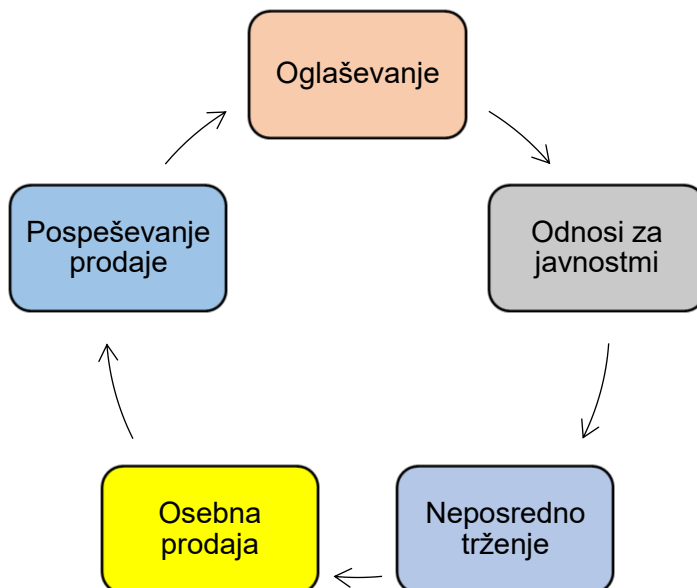 Oglaševanje
Odnosi za
javnostmi
Neposredno
trženje
Osebna
prodaja
Pospeševanje
prodaje